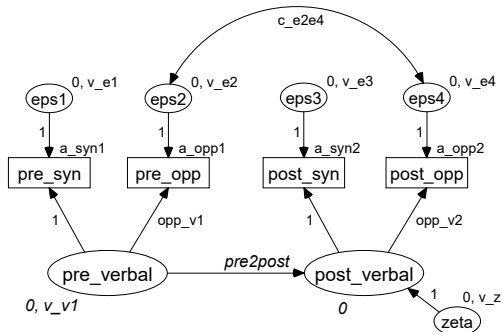 c_e2e4
0, v_e1
0, v_e2
0, v_e3
0, v_e4
eps1
eps2
eps3
eps4
1
1
1
1
a_syn1
a_opp1
a_syn2
a_opp2
pre_syn
pre_opp
post_syn
post_opp
1
opp_v1
1
opp_v2
pre_verbal
pre2post
post_verbal
0, v_v1
0
1
0, v_z
zeta